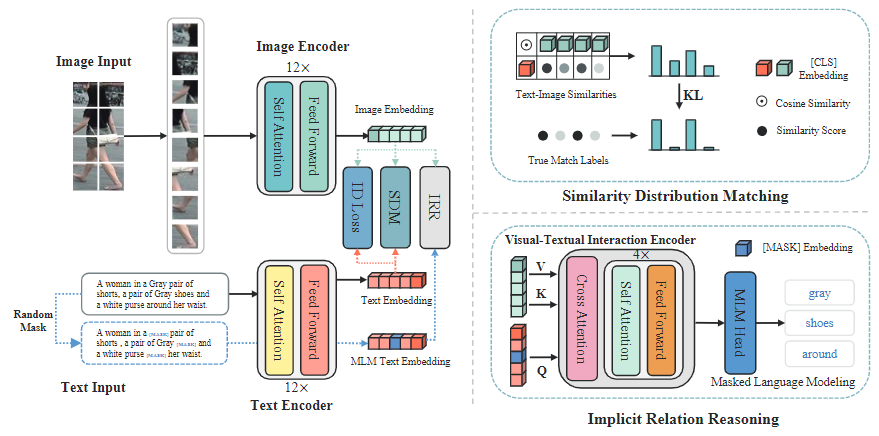 Image Input
Image Encoder
12×
Self Attention
Feed Forward
Image Embedding
ID Loss
SDM
IRR
A woman in a Gray pair of
shorts, a pair of Gray shoes and
a white purse around her waist.
Random
Mask
A woman in a [MASK] pair of
shorts , a pair of Gray [MASK] and
a white purse [MASK] her waist.
Text Input
Self Attention
Feed Forward
12×
Text Encoder
Text Embedding
MLM Text Embedding
Text-Image Similarities
KL
True Match Labels
[CLS]
Embedding
Cosine Similarity
Similarity Score
Similarity Distribution Matching
Visual-Textual Interaction Encoder
[MASK] Embedding
4×
V
K
Q
Cross Attention
Self Attention
Feed Forward
MLM Head
gray
shoes
around
Masked Language Modeling
Implicit Relation Reasoning